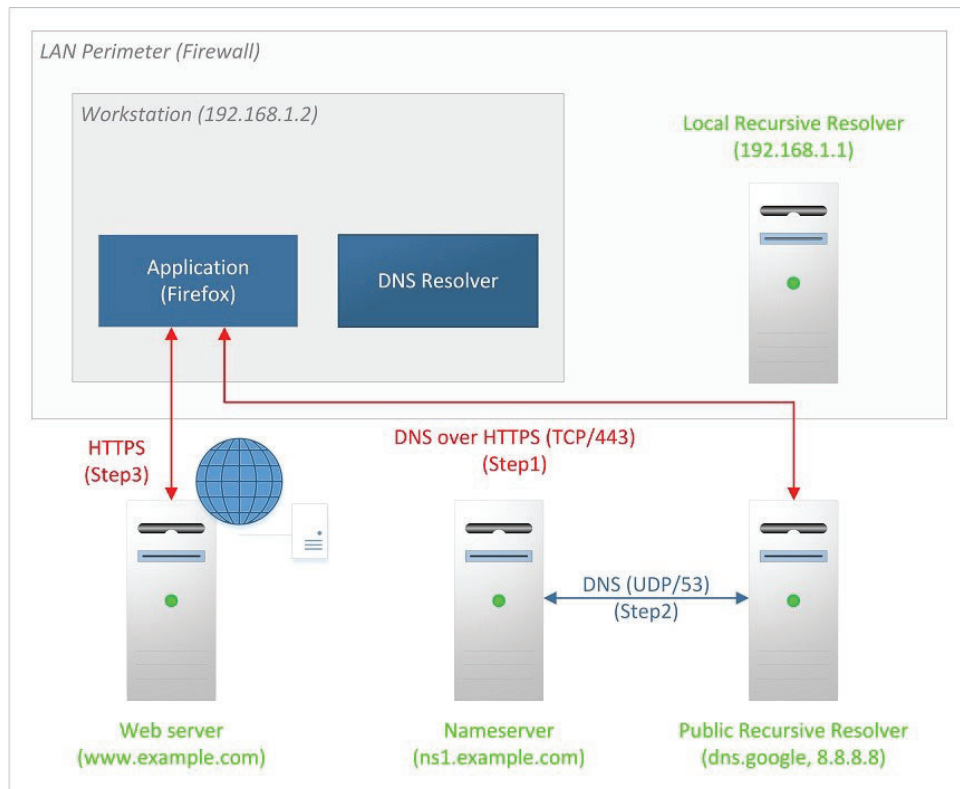 LAN Perimeter (Firewall)
Workstation (192.168.1.2)
Local Recursive Resolver
(192.168.1.1)
Application
(Firefox)
DNS Resolver
HTTPS
(Step3)
DNS over HTTPS (TCP/443)
(Step1)
DNS (UDP/53)
(Step2)
Web server
(www.example.com)
Nameserver
(ns1.example.com)
Public Recursive Resolver
(dns.google, 8.8.8.8)